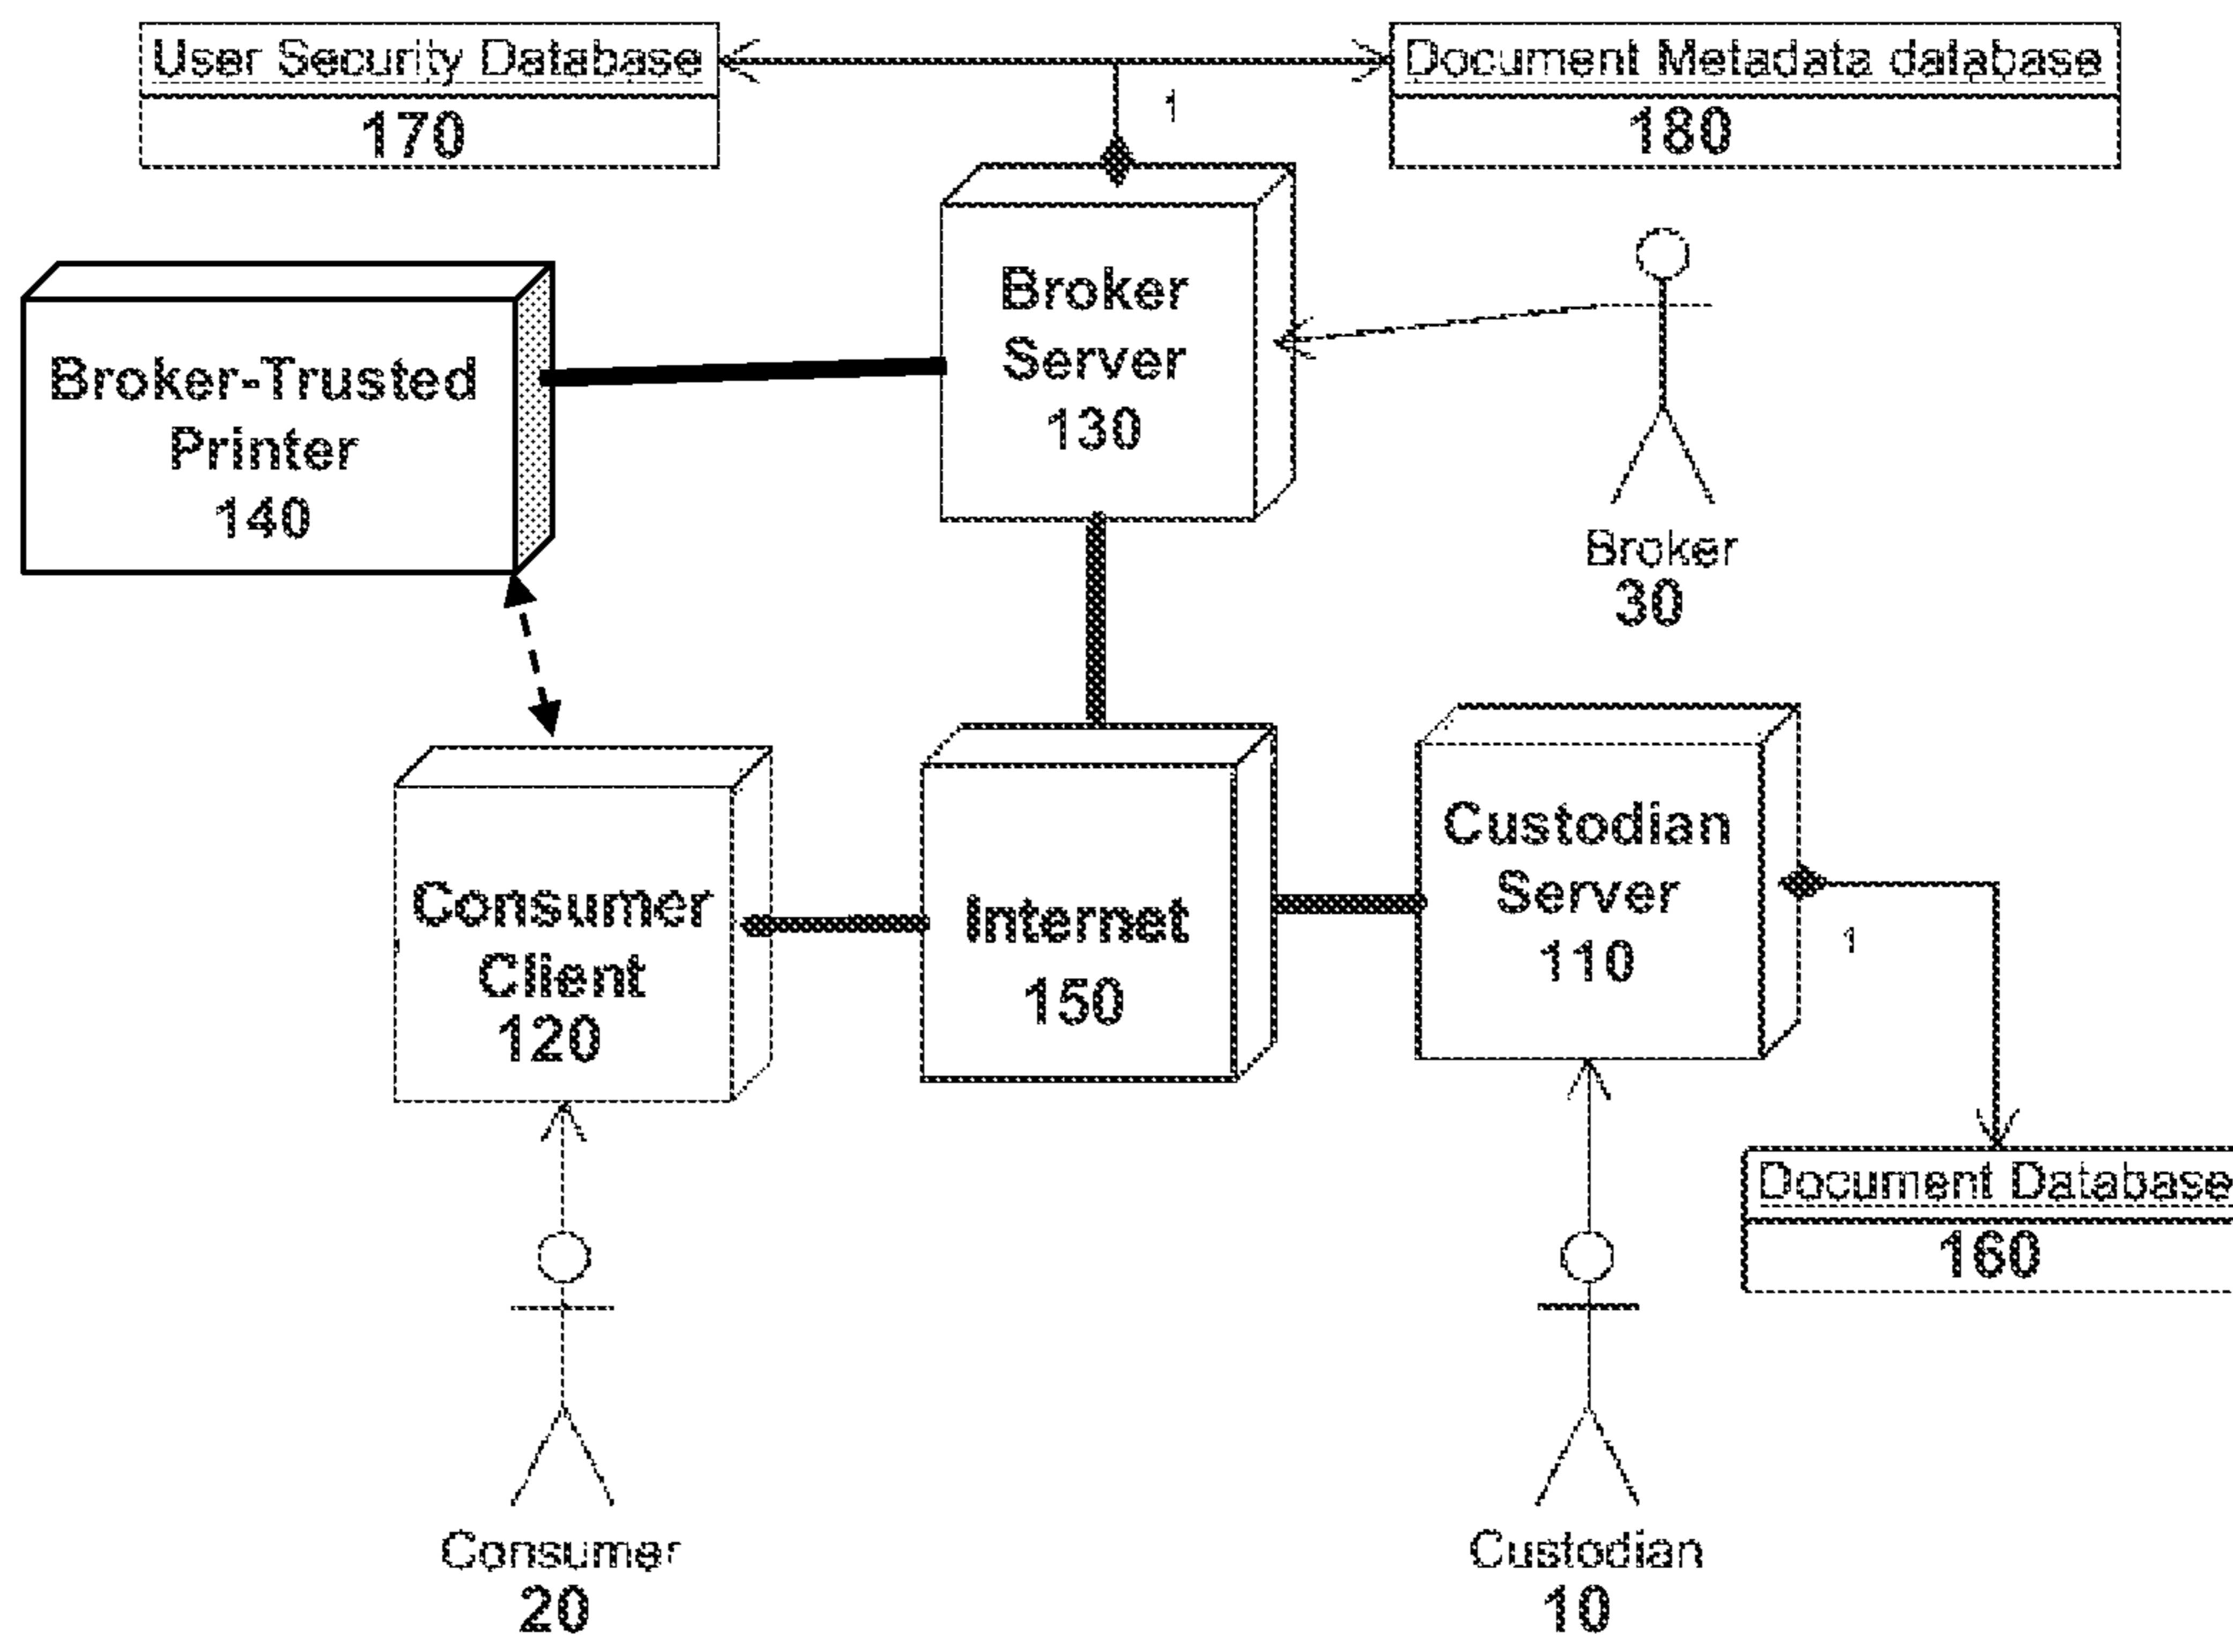 User Security Database
170
1
Document Metadata database
180
Broker
Server
130
Broker-Trusted
Printer
140
Broker
30
Consumer
Client
120
Internet
150
Custodian
Server
110
1
Document Database
160
Consumer
20
Custodian
10